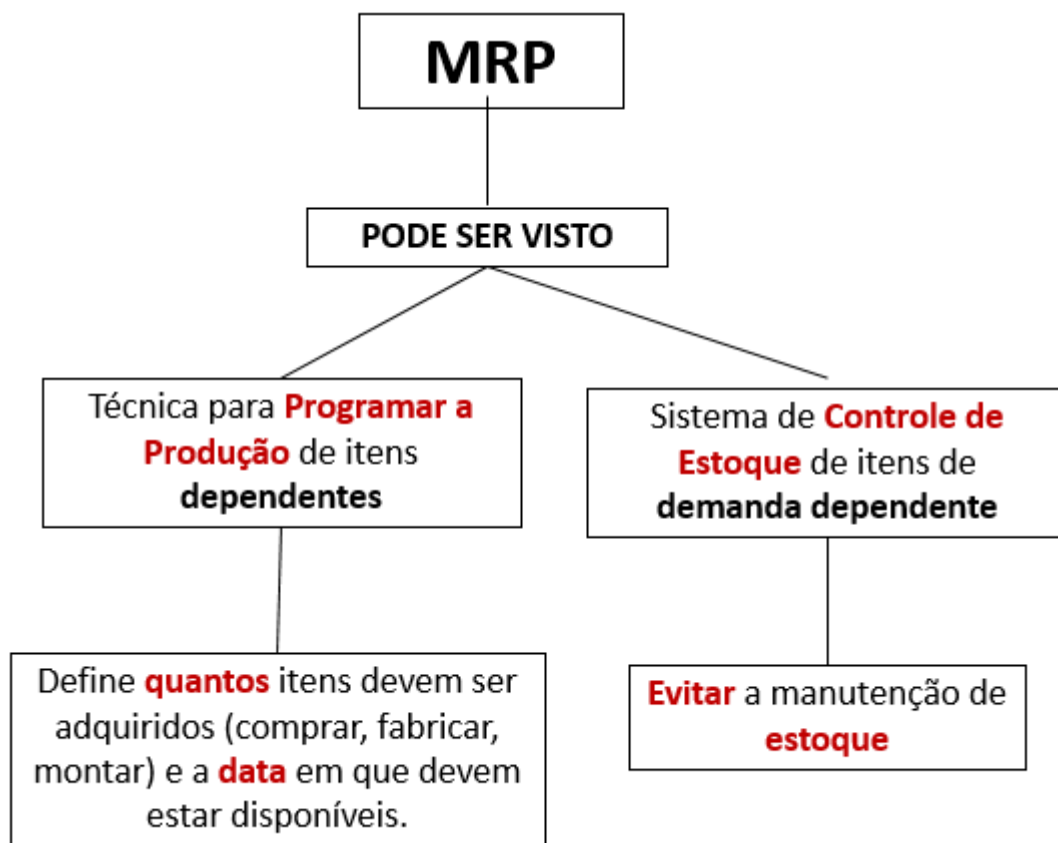 MRP
PODE SER VISTO
Técnica para Programar a
Produção de itens
dependentes
Sistema de Controle de
Estoque de itens de
demanda dependente
Define quantos itens devem ser
adquiridos (comprar, fabricar,
montar) e a data em que devem
estar disponíveis.
Evitar a manutenção de
estoque